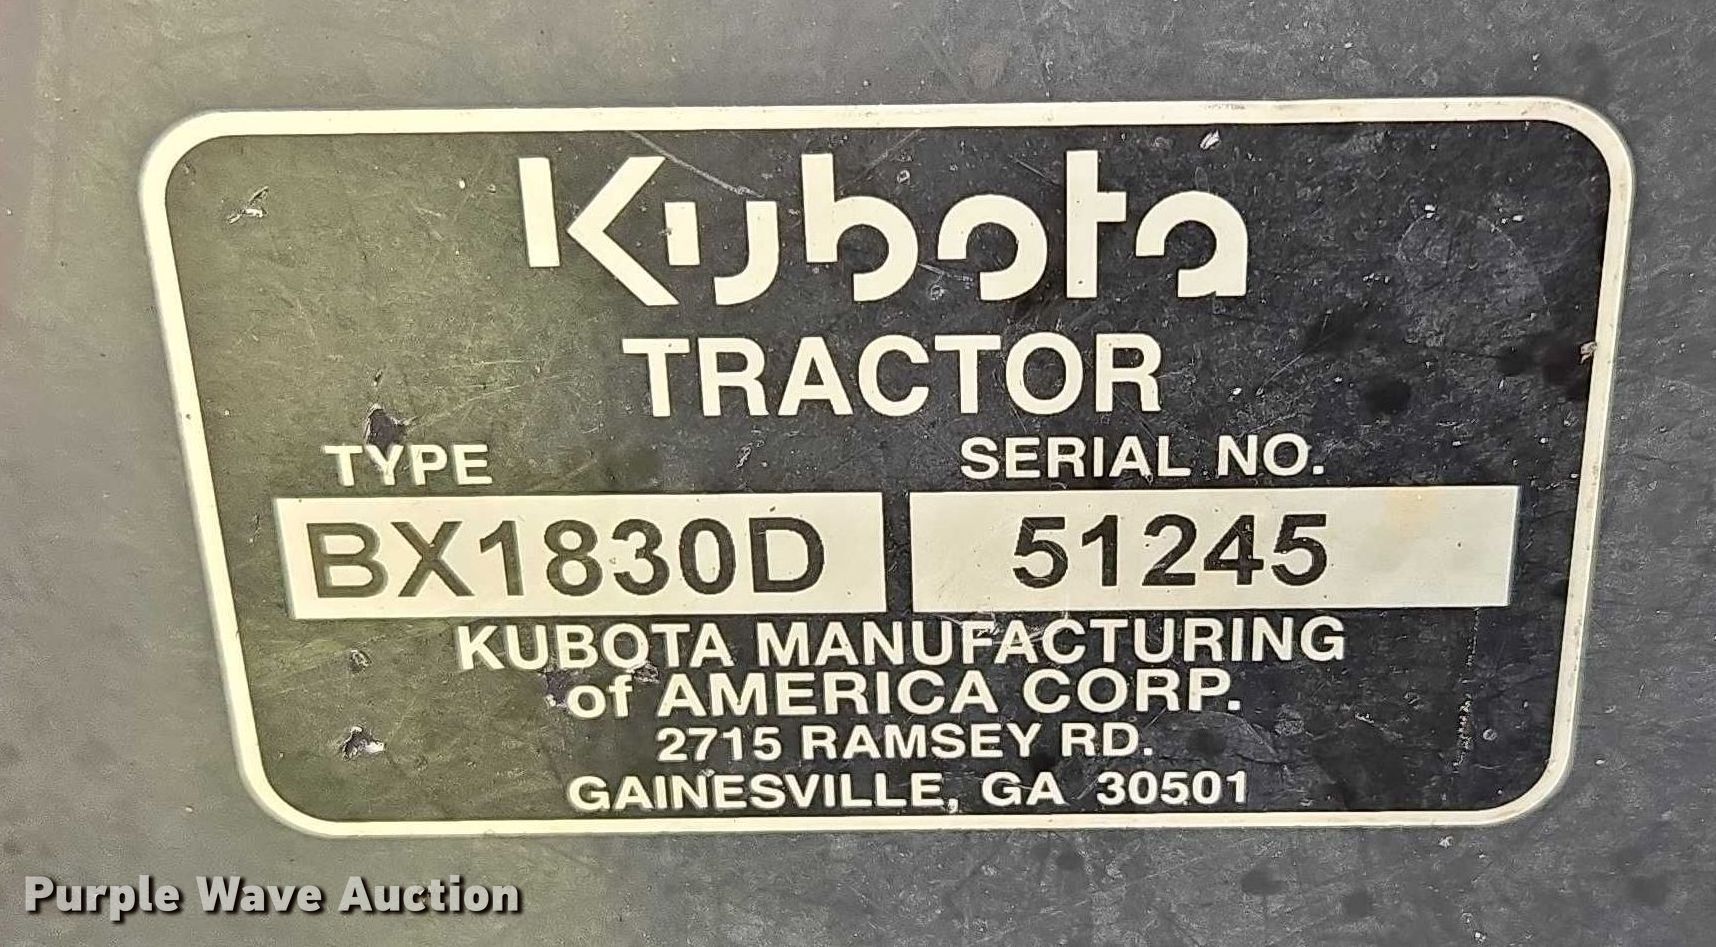 Kubota
TRACTOR
TYPE SERIAL NO.
BX1830D 51245
KUBOTA MANUFACTURING
of AMERICA CORP.
2715 RAMSEY RD.
GAINESVILLE, GA 30501
Purple Wave Auction